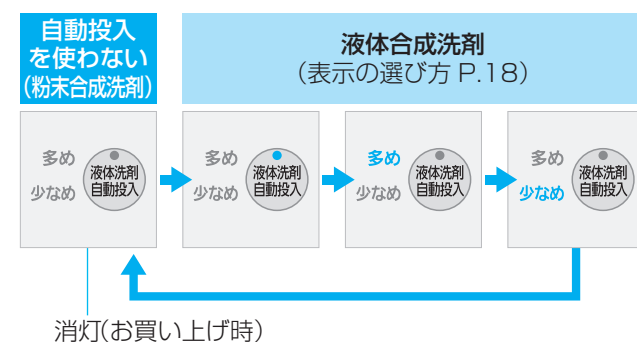 自動投入
を使わない
(粉末合成洗剤)
液体合成洗剤
(表示の選び方 P.18)
多め
少なめ
液体洗剤
自動投入
多め
少なめ
液体洗剤
自動投入
多め
少なめ
液体洗剤
自動投入
多め
少なめ
液体洗剤
自動投入
消灯(お買い上げ時)